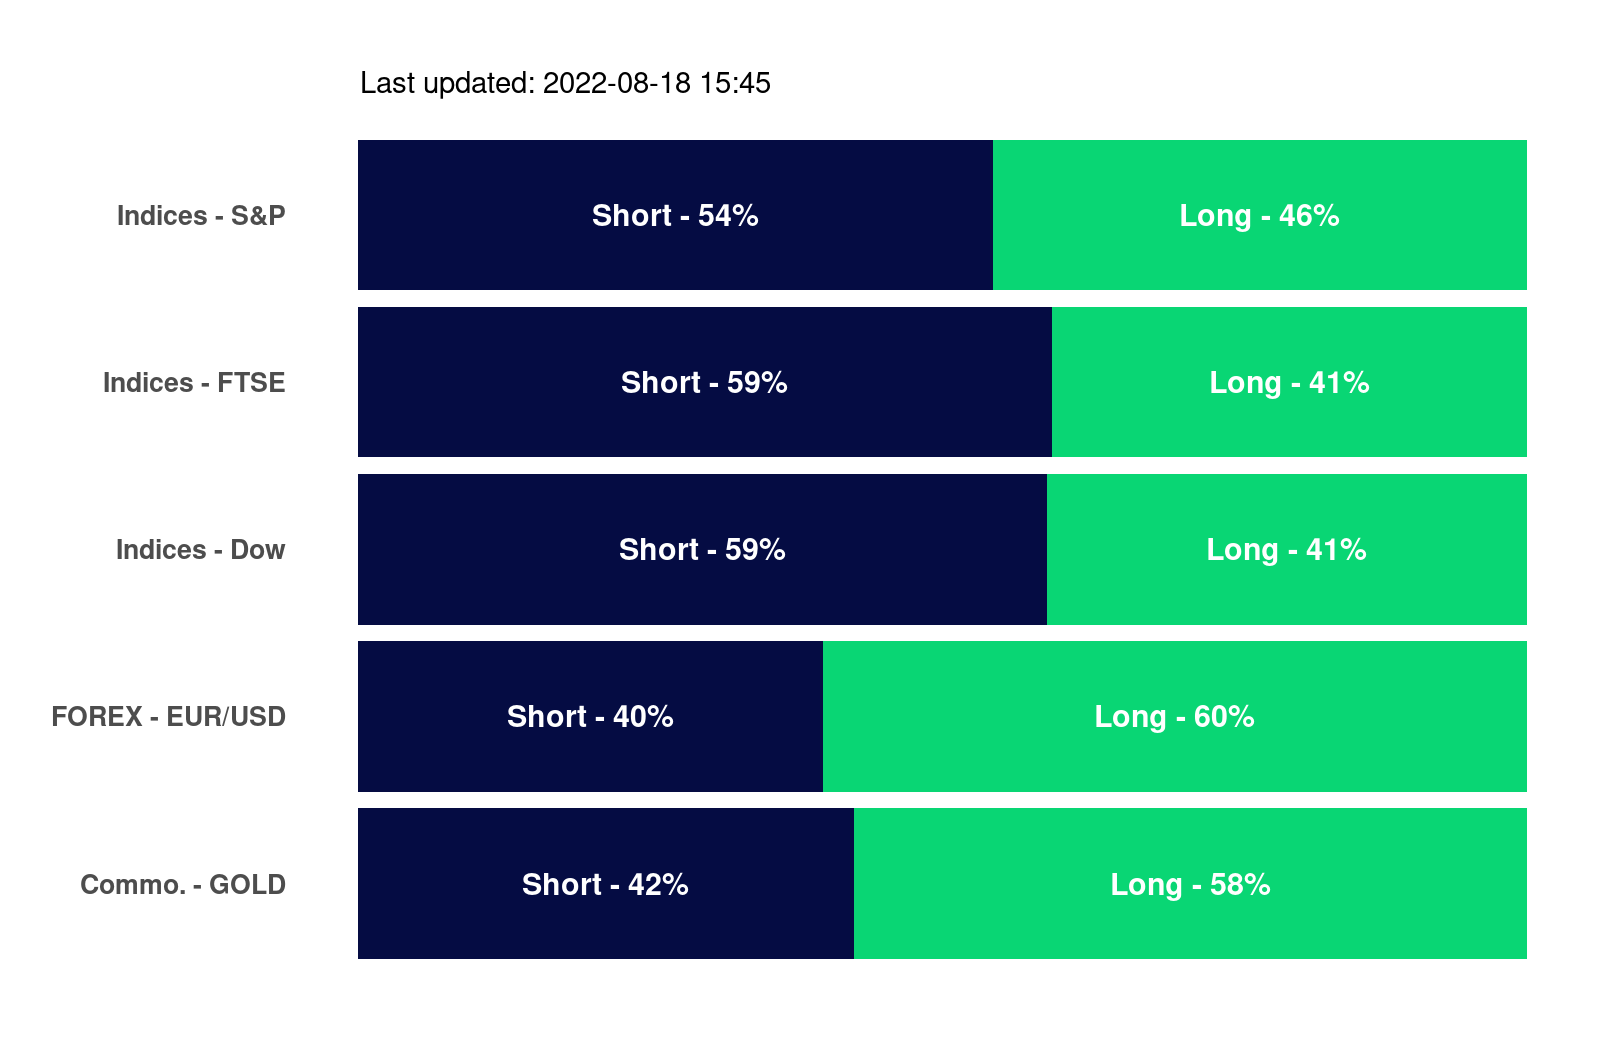 Last updated: 2022-08-18 15:45
Indices - S&P
Short - 54%
Long - 46%
Indices - FTSE
Short - 59%
Long - 41%
Indices - Dow
Short - 59%
Long - 41%
FOREX - EUR/USD
Short - 40%
Long - 60%
Commo. - GOLD
Short - 42%
Long - 58%